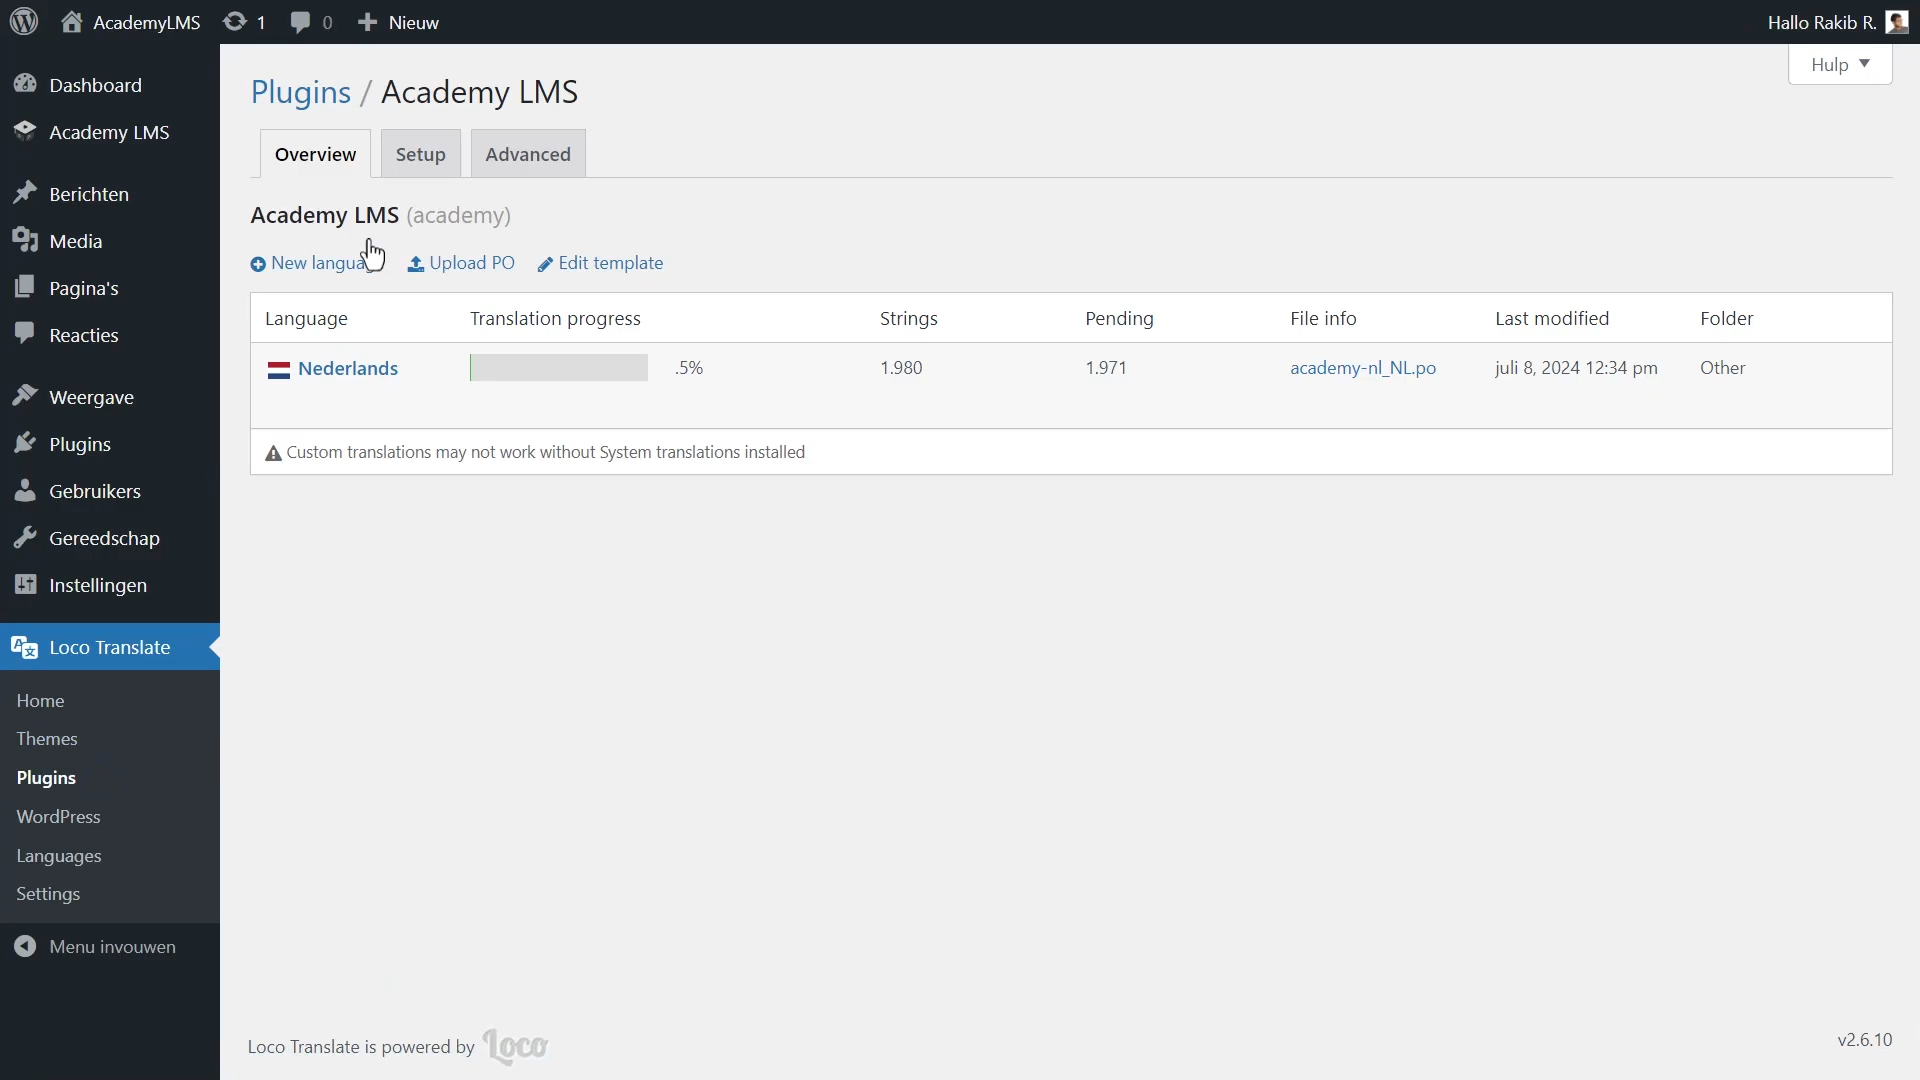 AcademyLMS 1 0 Nieuw Hallo Rakib R.
Hulp
Dashboard
Academy LMS
Berichten
Media
Pagina's
Reacties
Weergave
Plugins
Gebruikers
Gereedschap
Instellingen
Loco Translate
Home
Themes
Plugins
WordPress
Languages
Settings
Menu invouwen
Plugins / Academy LMS
Overview Setup Advanced
Academy LMS (academy)
New langua Upload PO Edit template
Language Translation progress Strings Pending File info Last modified Folder
Nederlands .5% 1.980 1.971 academy-nl_NL.po juli 8, 2024 12:34 pm Other
Custom translations may not work without System translations installed
Loco Translate is powered by Loco
v2.6.10